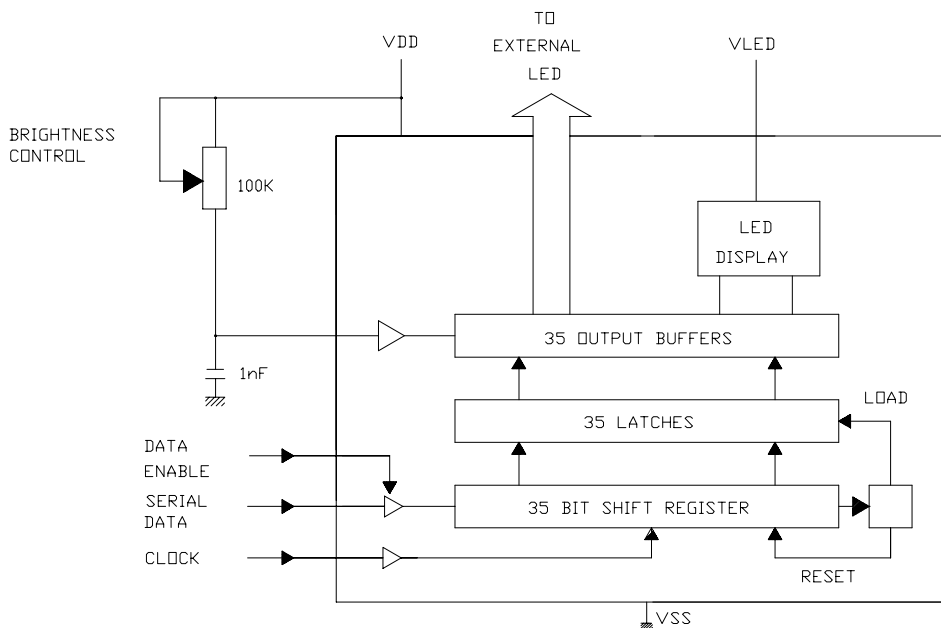 TO
EXTERNAL
LED
VDD
VLED
BRIGHTNESS
CONTROL
100K
LED
DISPLAY
35 OUTPUT BUFFERS
1nF
LOAD
35 LATCHES
DATA
ENABLE
SERIAL
DATA
35 BIT SHIFT REGISTER
CLOCK
RESET
VSS